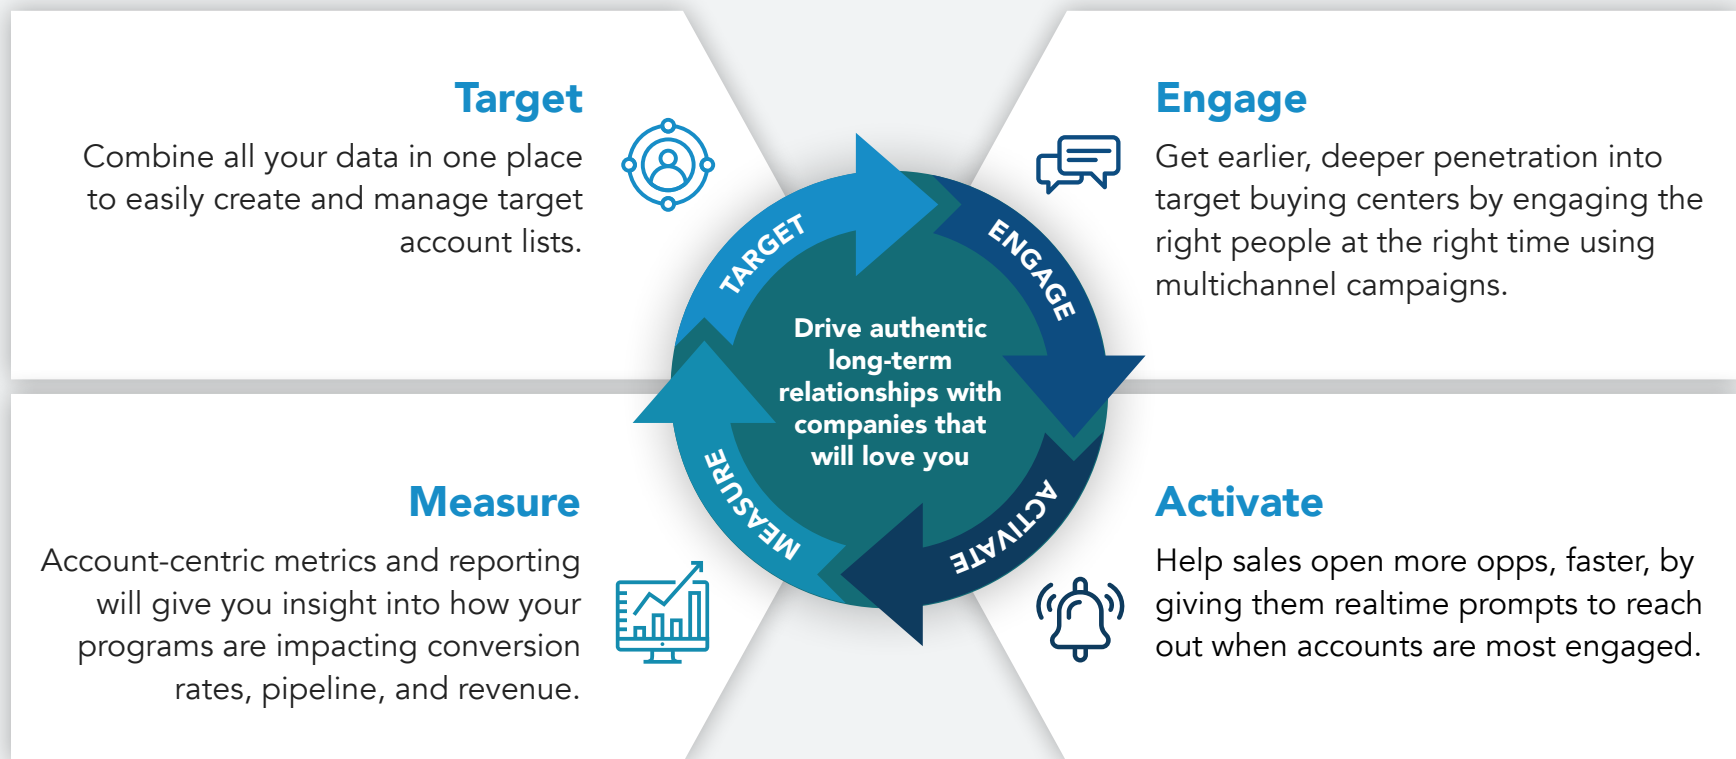 Target
Combine all your data in one place
to easily create and manage target
account lists.
Engage
Get earlier, deeper penetration into
target buying centers by engaging the
right people at the right time using
multichannel campaigns.
TARGET
ENGAGE
Drive authentic
long-term
relationships with
companies that
will love you
MEASURE
ACTIVATE
Measure
Account-centric metrics and reporting
will give you insight into how your
programs are impacting conversion
rates, pipeline, and revenue.
Activate
Help sales open more opps, faster, by
giving them realtime prompts to reach
out when accounts are most engaged.